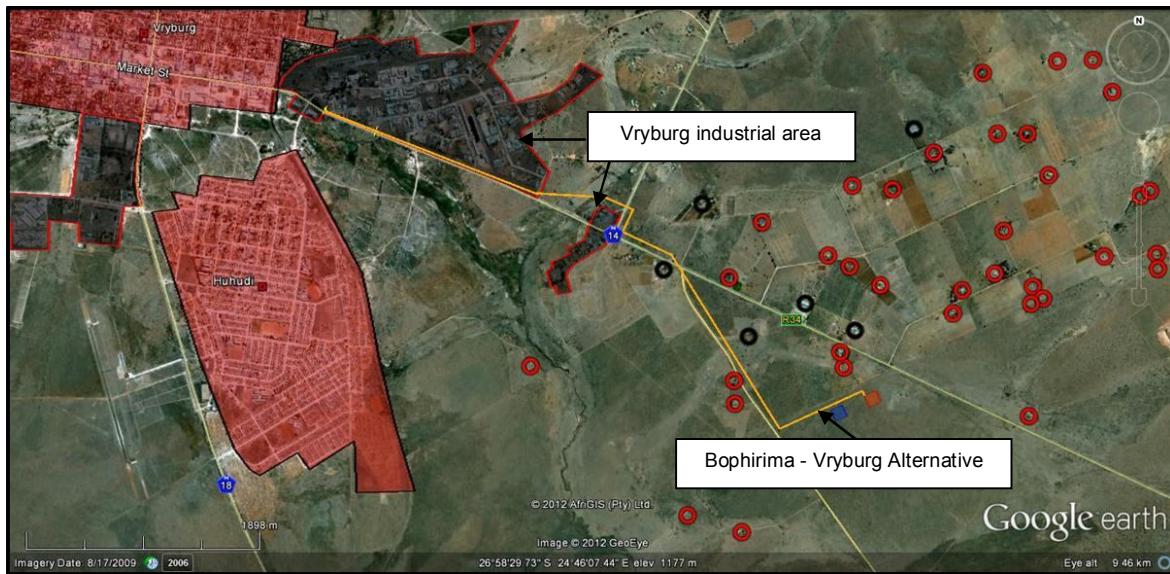 Vryburg
N
Market St
Vryburg industrial area
14
Huhudi
R34
Bophirima - Vryburg Alternative
18
© 2012 AfriGIS (Pty) Ltd.
1898 m
Google earth
Image © 2012 GeoEye
Imagery Date: 8/17/2009 2006 26°58'29.73" S 24°46'07.44" E elev 1177 m Eye alt 9.46 km